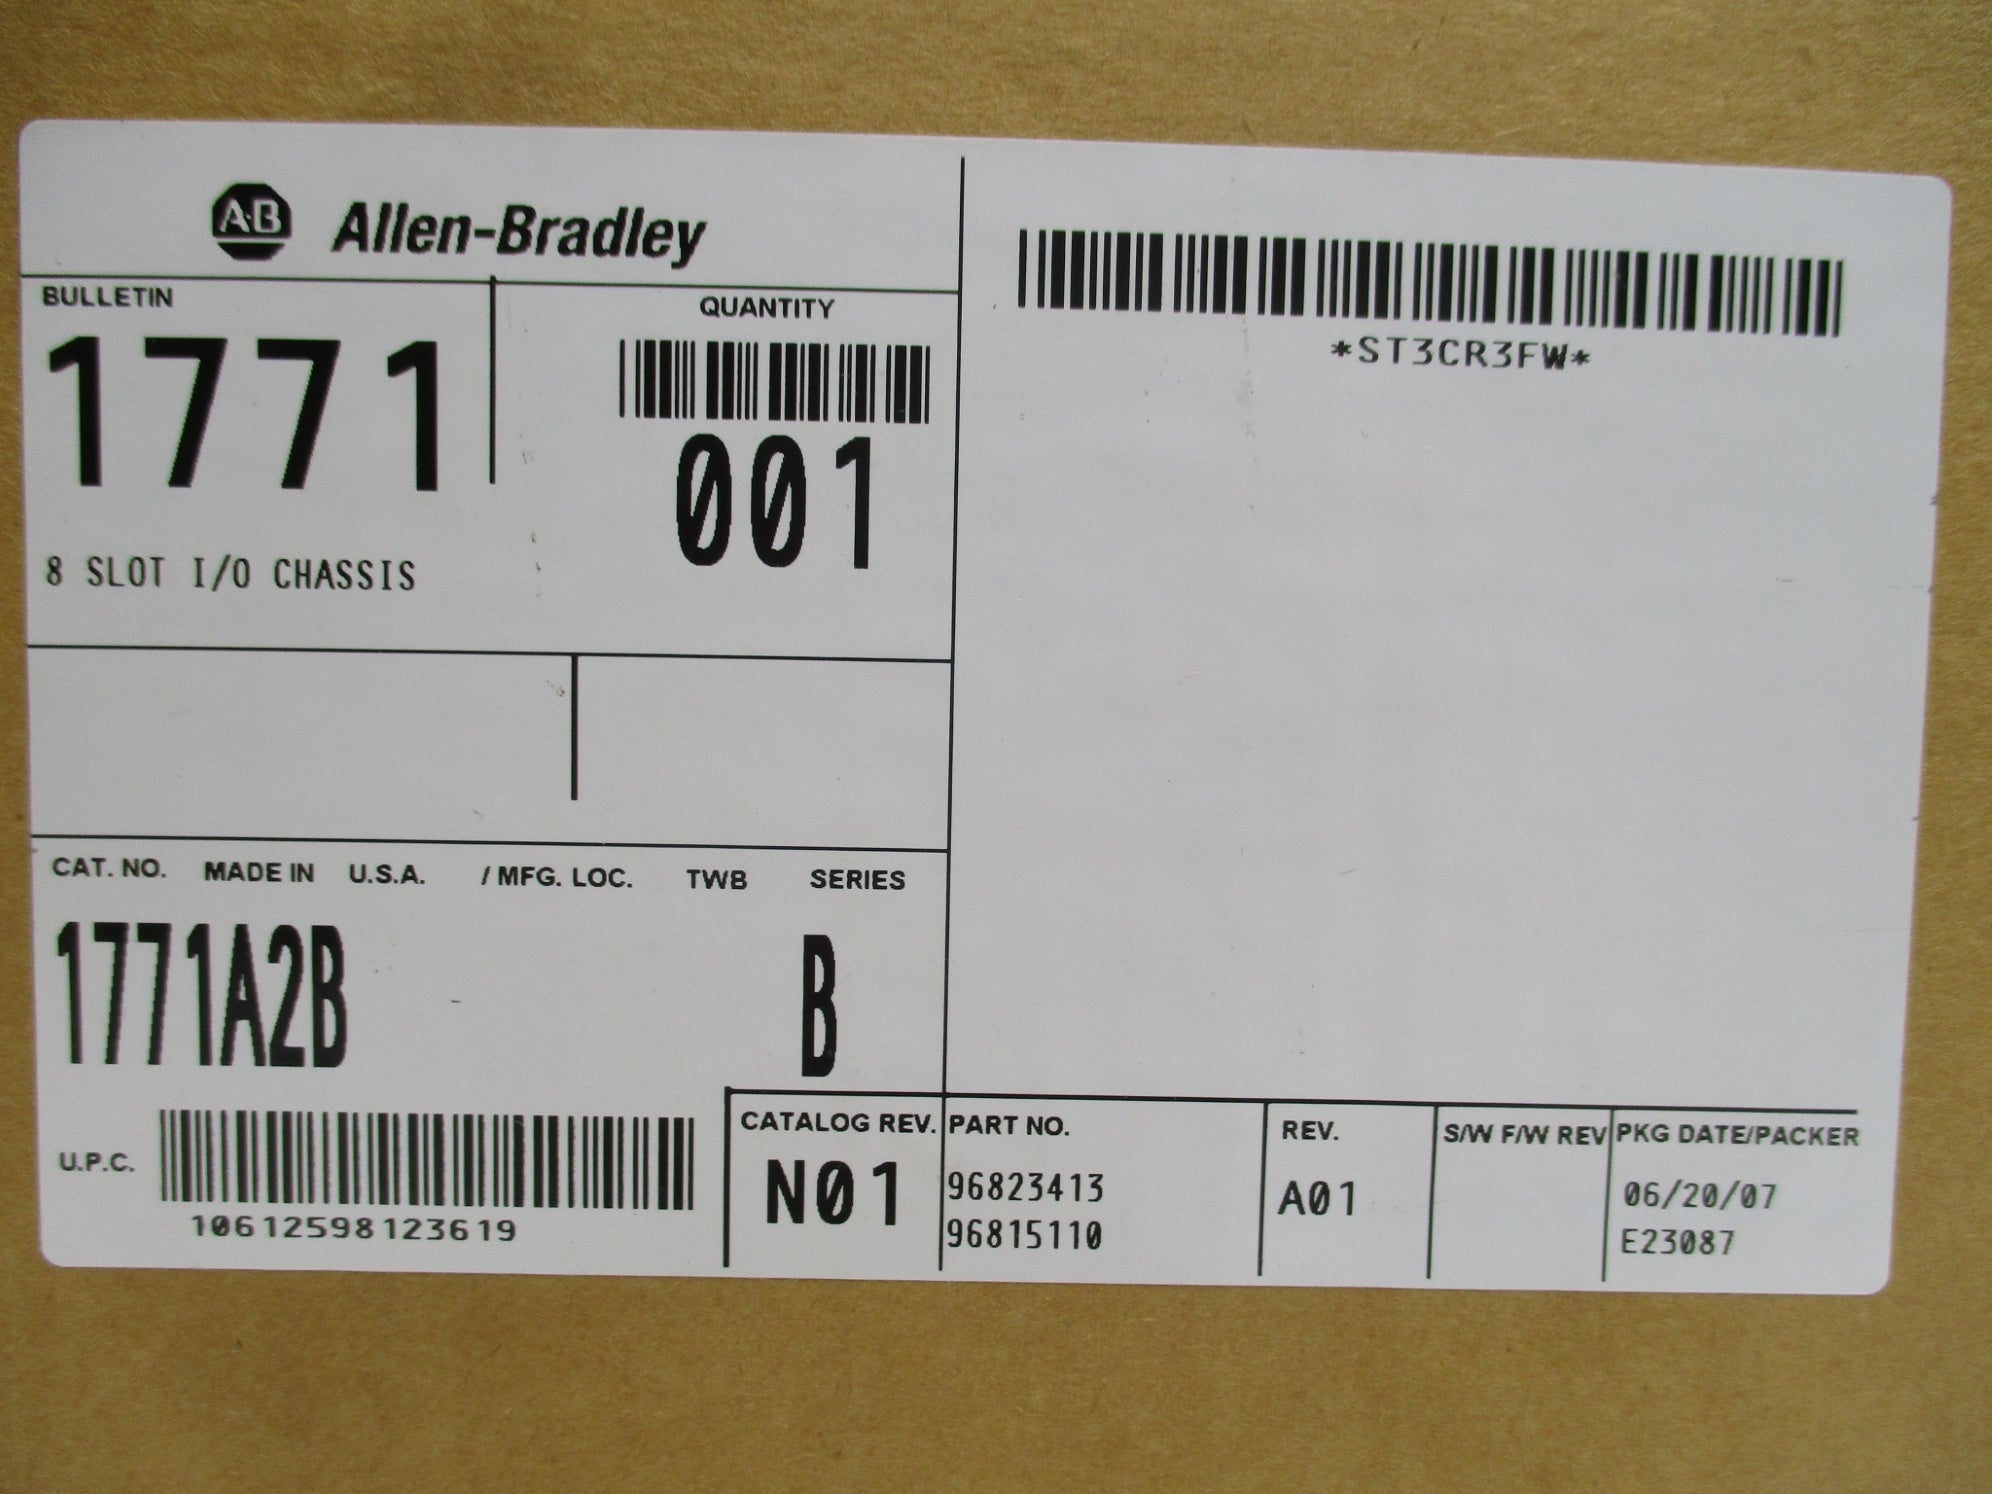 AB Allen-Bradley
BULLETIN
1771
8 SLOT I/O CHASSIS
QUANTITY
001
*ST3CR3FW*
CAT. NO. MADE IN U.S.A. / MFG. LOC. TWB SERIES
1771A2B B
U.P.C.
10612598123619
CATALOG REV.
N01
PART NO.
96823413
96815110
REV.
A01
S/W F/W REV
PKG DATE/PACKER
06/20/07
E23087